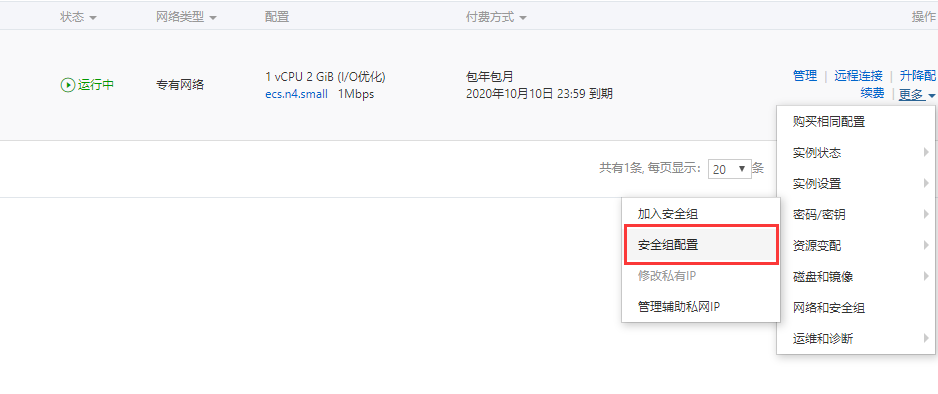 状态 网络类型 配置 付费方式 操作
运行中 专有网络 1 vCPU 2 GiB (I/O优化) 包年包月 管理 | 远程连接 | 升降配
ecs.n4.small 1Mbps 2020年10月10日 23:59 到期 续费 | 更多
购买相同配置
实例状态
共有1条, 每页显示: 20 条
实例设置
加入安全组 密码/密钥
安全组配置 资源变配
修改私有IP 磁盘和镜像
管理辅助私网IP 网络和安全组
运维和诊断